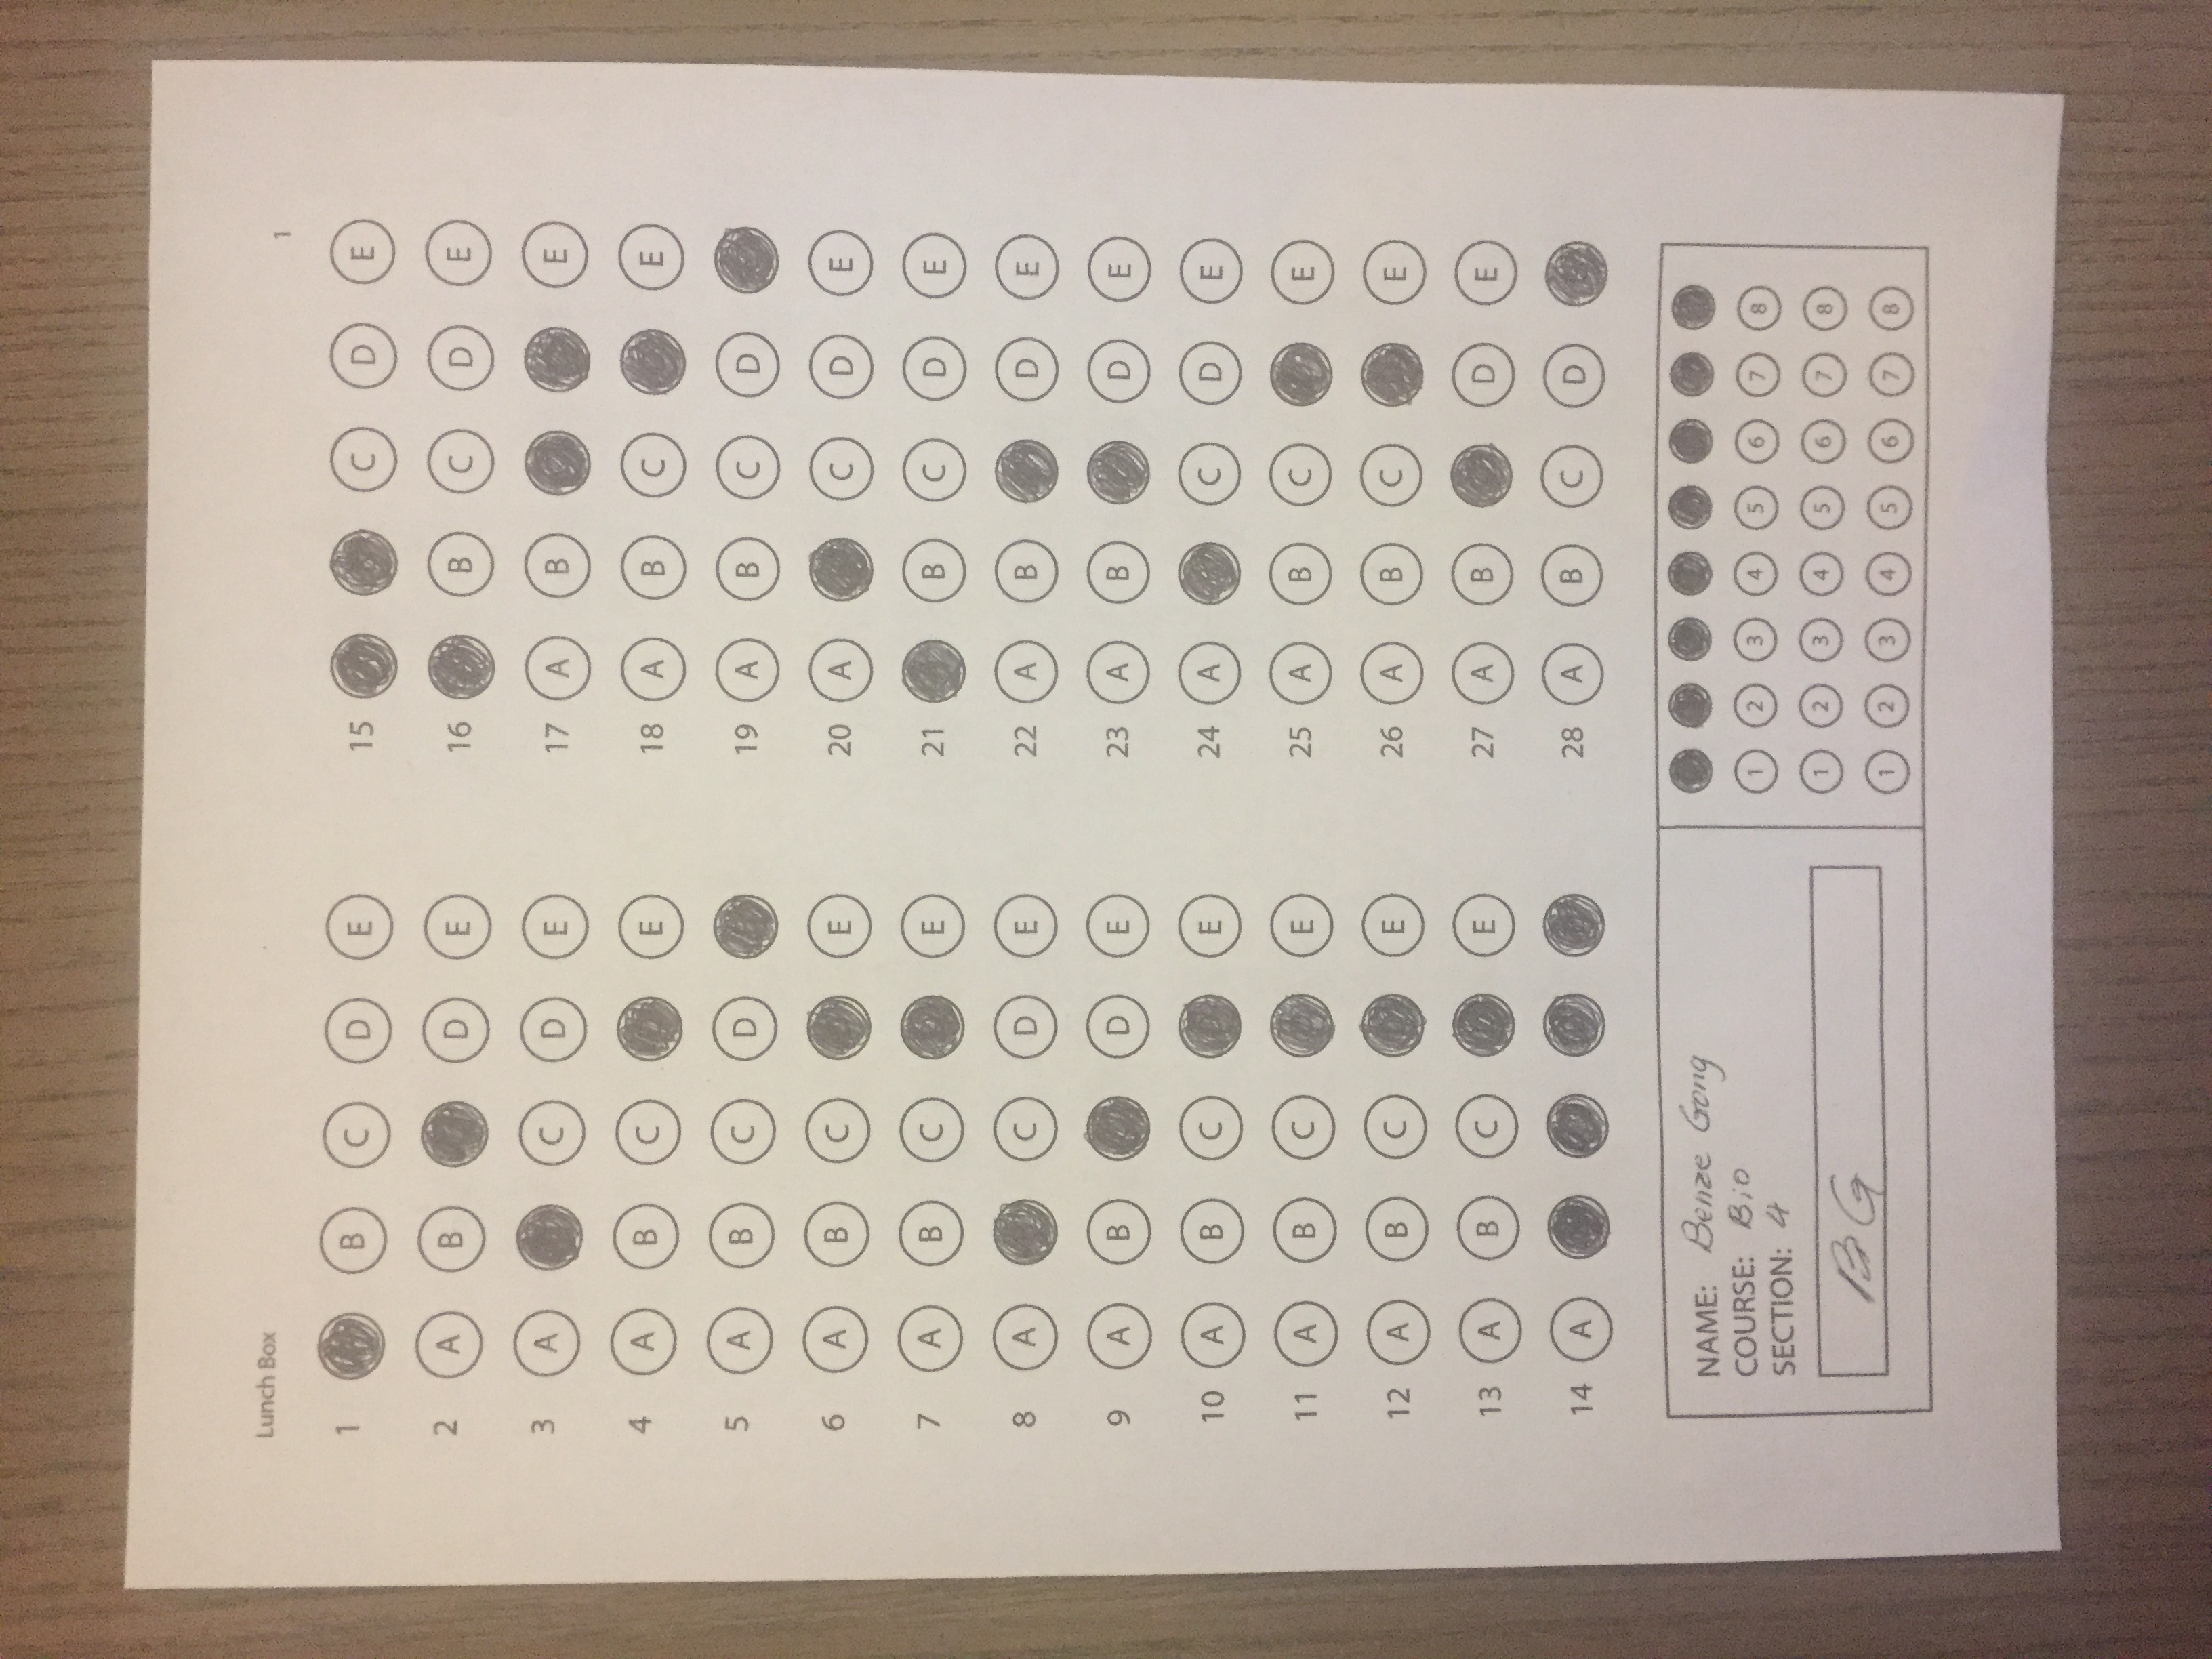 Lunch Box 1
1 B C D E
2 A B D E
3 A C D E
4 A B C E
5 A B C D
6 A B C E
7 A B C E
8 A C D E
9 A B D E
10 A B C E
11 A B C E
12 A B C E
13 A B C E
14 A
15 C D E
16 B C D E
17 A B E
18 A B C E
19 A B C D
20 A C D E
21 B C D E
22 A B D E
23 A B D E
24 A C D E
25 A B C E
26 A B C E
27 A B D E
28 A B C D
NAME: Benze Gong
COURSE: Bio
SECTION: 4
BG
1 2 3 4 5 6 7 8
1 2 3 4 5 6 7 8
1 2 3 4 5 6 7 8